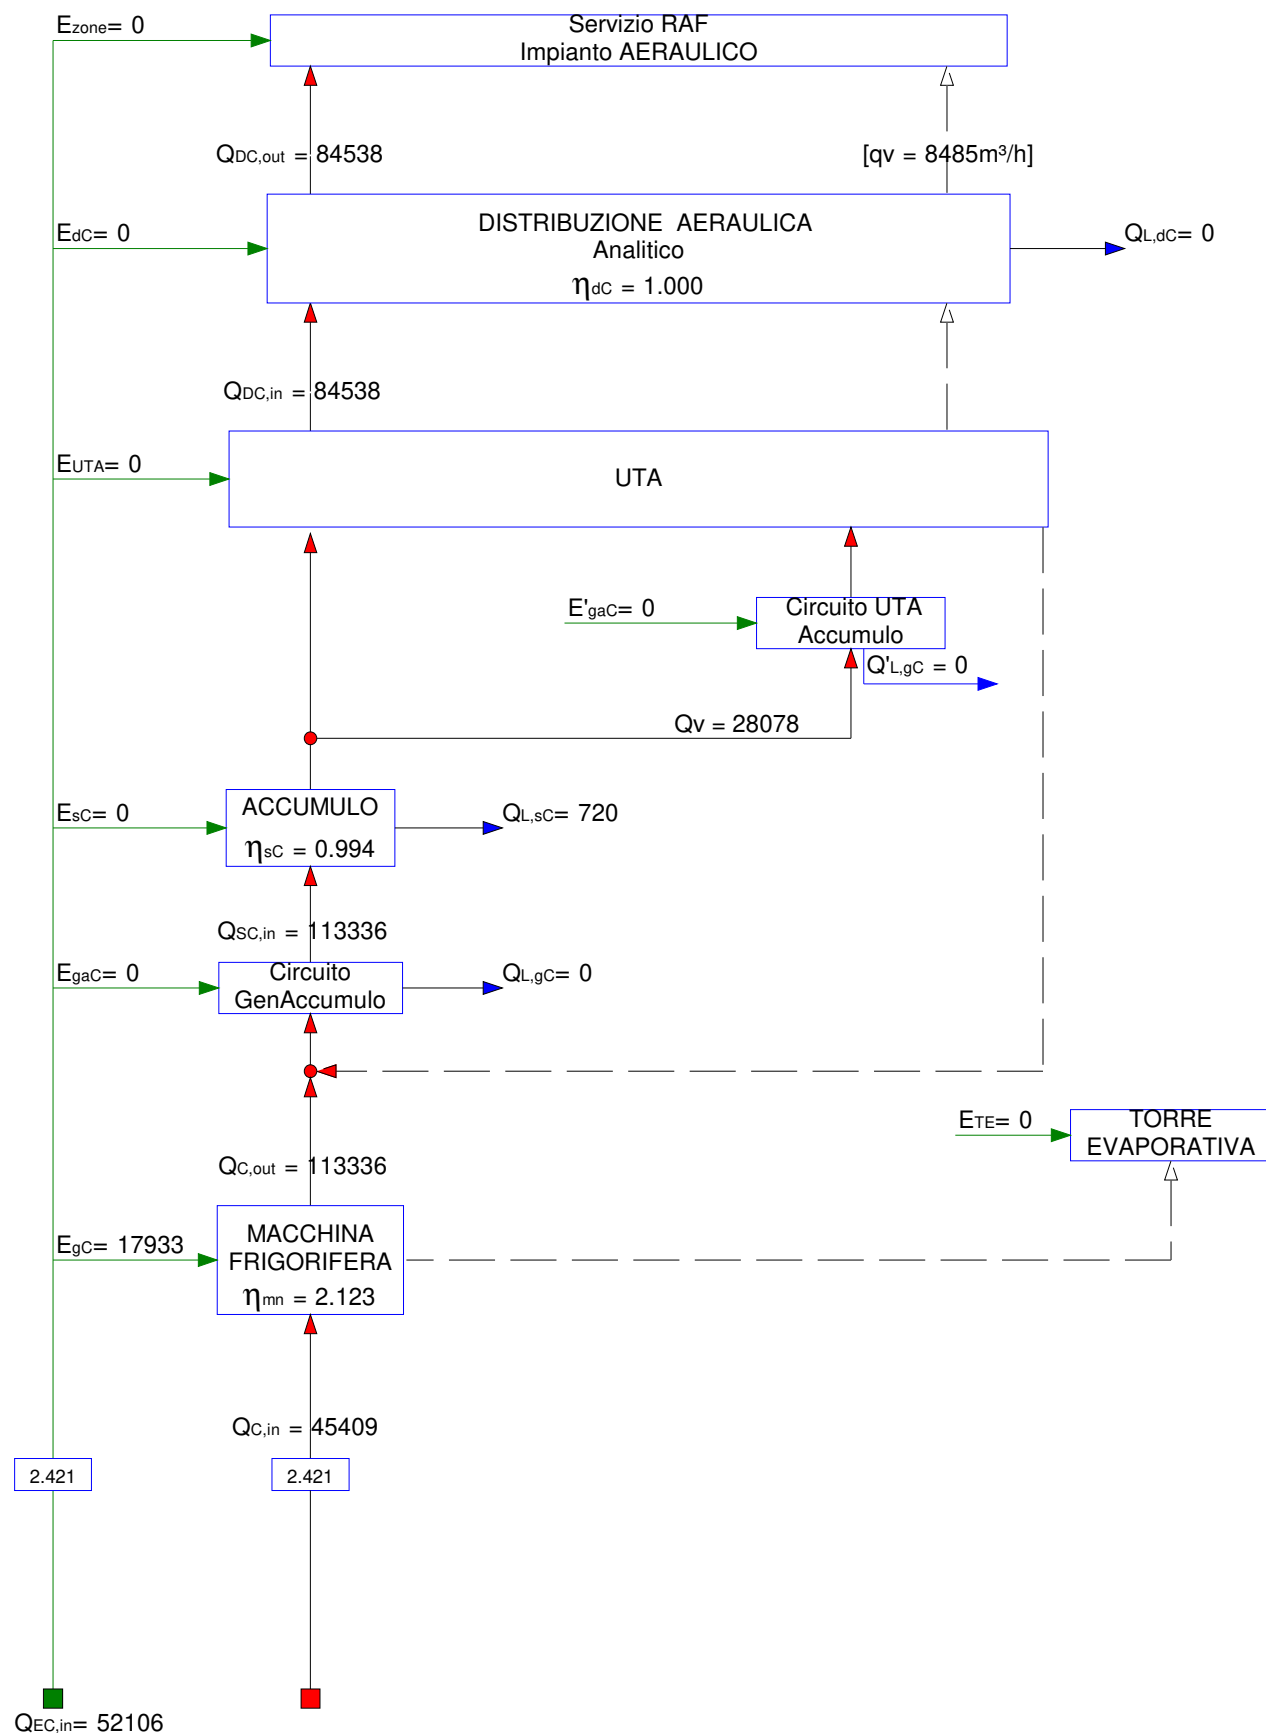 Ezone= 0
Servizio RAF
Impianto AERAULICO
QDC,out = 84538
[qv = 8485m³/h]
EdC= 0
DISTRIBUZIONE AERAULICA
Analitico
ηdC = 1.000
QL,dC= 0
QDC,in = 84538
EUTA= 0
UTA
E'gaC= 0
Circuito UTA
Accumulo
Q'L,gC = 0
Qv = 28078
EsC= 0
ACCUMULO
ηsC = 0.994
QL,sC= 720
QSC,in = 113336
EgaC= 0
Circuito
GenAccumulo
QL,gC= 0
ETE= 0
TORRE
EVAPORATIVA
QC,out = 113336
EgC= 17933
MACCHINA
FRIGORIFERA
ηmn = 2.123
QC,in = 45409
2.421
2.421
QEC,in= 52106